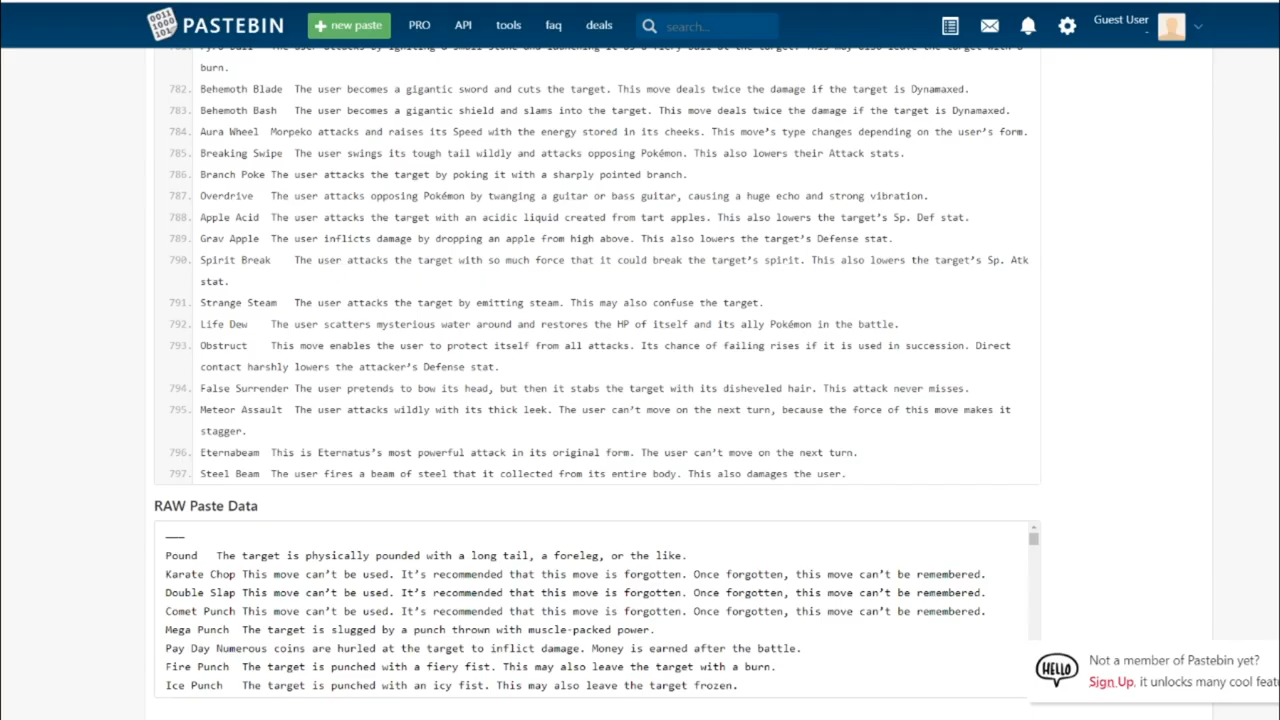 0011 1000 101 PASTEBIN + new paste PRO API tools faq deals search... Guest User
-
burn.
782. Behemoth Blade The user becomes a gigantic sword and cuts the target. This move deals twice the damage if the target is Dynamaxed.
783. Behemoth Bash The user becomes a gigantic shield and slams into the target. This move deals twice the damage if the target is Dynamaxed.
784. Aura Wheel Morpeko attacks and raises its Speed with the energy stored in its cheeks. This move’s type changes depending on the user’s form.
785. Breaking Swipe The user swings its tough tail wildly and attacks opposing Pokémon. This also lowers their Attack stats.
786. Branch Poke The user attacks the target by poking it with a sharply pointed branch.
787. Overdrive The user attacks opposing Pokémon by twanging a guitar or bass guitar, causing a huge echo and strong vibration.
788. Apple Acid The user attacks the target with an acidic liquid created from tart apples. This also lowers the target’s Sp. Def stat.
789. Grav Apple The user inflicts damage by dropping an apple from high above. This also lowers the target’s Defense stat.
790. Spirit Break The user attacks the target with so much force that it could break the target’s spirit. This also lowers the target’s Sp. Atk
stat.
791. Strange Steam The user attacks the target by emitting steam. This may also confuse the target.
792. Life Dew The user scatters mysterious water around and restores the HP of itself and its ally Pokémon in the battle.
793. Obstruct This move enables the user to protect itself from all attacks. Its chance of failing rises if it is used in succession. Direct
contact harshly lowers the attacker’s Defense stat.
794. False Surrender The user pretends to bow its head, but then it stabs the target with its disheveled hair. This attack never misses.
795. Meteor Assault The user attacks wildly with its thick leek. The user can’t move on the next turn, because the force of this move makes it
stagger.
796. Eternabeam This is Eternatus’s most powerful attack in its original form. The user can’t move on the next turn.
797. Steel Beam The user fires a beam of steel that it collected from its entire body. This also damages the user.
RAW Paste Data
———
Pound The target is physically pounded with a long tail, a foreleg, or the like.
Karate Chop This move can’t be used. It’s recommended that this move is forgotten. Once forgotten, this move can’t be remembered.
Double Slap This move can’t be used. It’s recommended that this move is forgotten. Once forgotten, this move can’t be remembered.
Comet Punch This move can’t be used. It’s recommended that this move is forgotten. Once forgotten, this move can’t be remembered.
Mega Punch The target is slugged by a punch thrown with muscle-packed power.
Pay Day Numerous coins are hurled at the target to inflict damage. Money is earned after the battle.
Fire Punch The target is punched with a fiery fist. This may also leave the target with a burn.
Ice Punch The target is punched with an icy fist. This may also leave the target frozen.
HELLO
Not a member of Pastebin yet?
Sign Up, it unlocks many cool